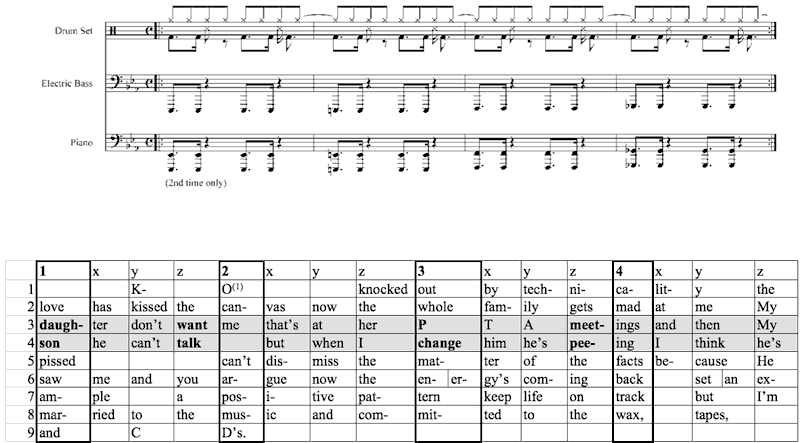 Drum Set
Electric Bass
Piano
(2nd time only)
1 x y z 2 x y z 3 x y z 4 x y z
1 K- O(1) knocked out by tech- ni- ca- lit- y the
2 love has kissed the can- vas now the whole fam- ily gets mad at me My
3 daugh- ter don't want me that's at her P T A meet- ings and then My
4 son he can't talk but when I change him he's pee- ing I think he's
5 pissed can't dis- miss the mat- ter of the facts be- cause He
6 saw me and you ar- gue now the en- er- gy's com- ing back set an ex-
7 am- ple a pos- i- tive pat- tern keep life on track but I'm
8 mar- ried to the mus- ic and com- mit- ted to the wax, tapes,
9 and C D's.